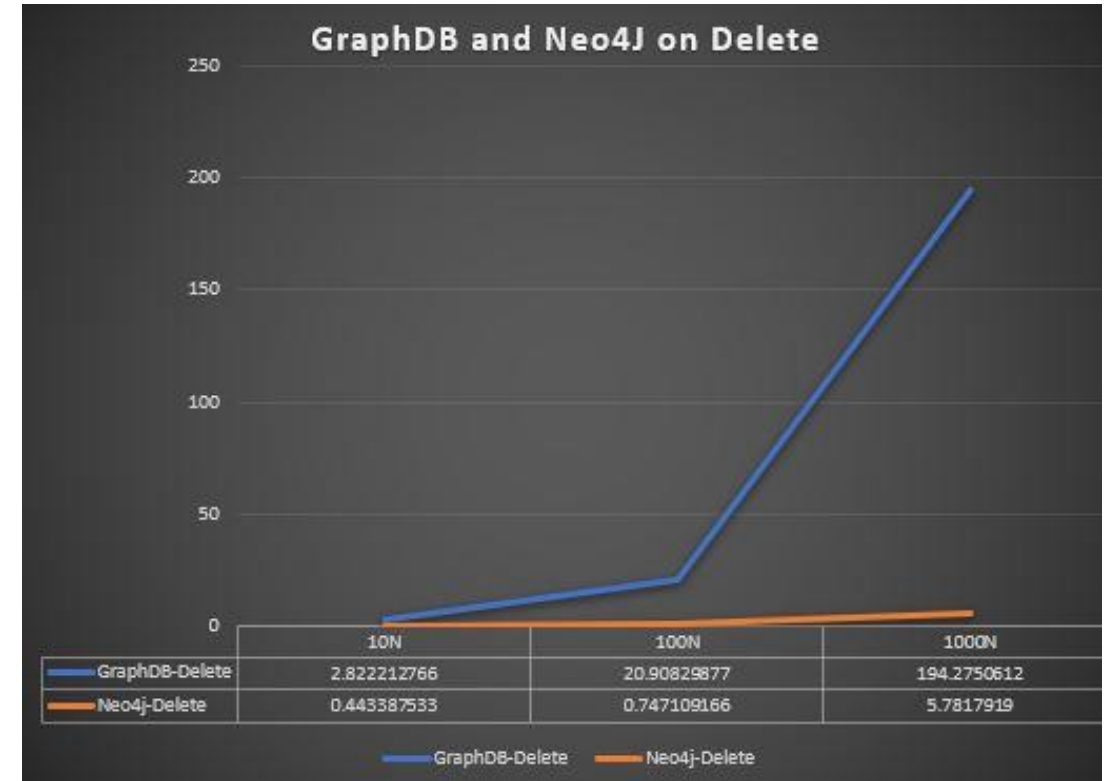 GraphDB and Neo4J on Delete
250
200
150
100
50
0
10N 100N 1000N
GraphDB-Delete 2.822212766 20.90829877 194.2750612
Neo4j-Delete 0.443387533 0.747109166 5.7817919
GraphDB-Delete Neo4j-Delete